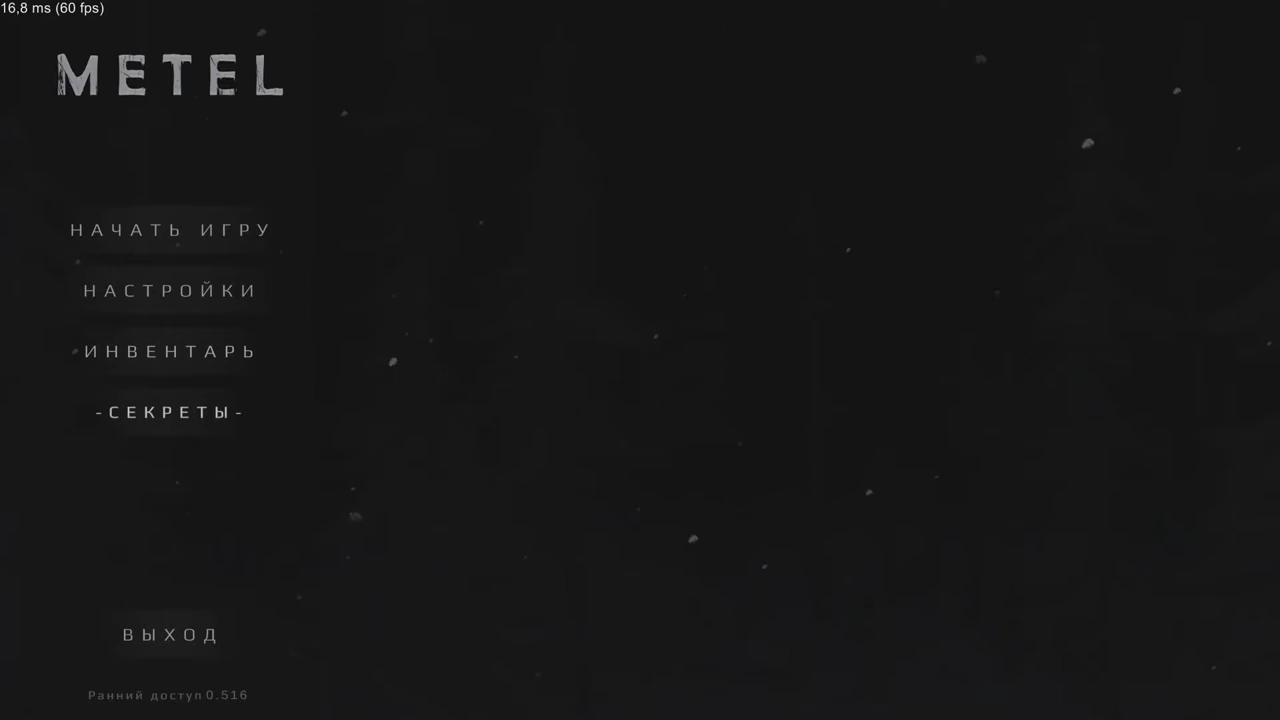 16,8 ms (60 fps)
METEL
НАЧАТЬ ИГРУ
НАСТРОЙКИ
ИНВЕНТАРЬ
-СЕКРЕТЫ-
ВЫХОД
Ранний доступ 0.516